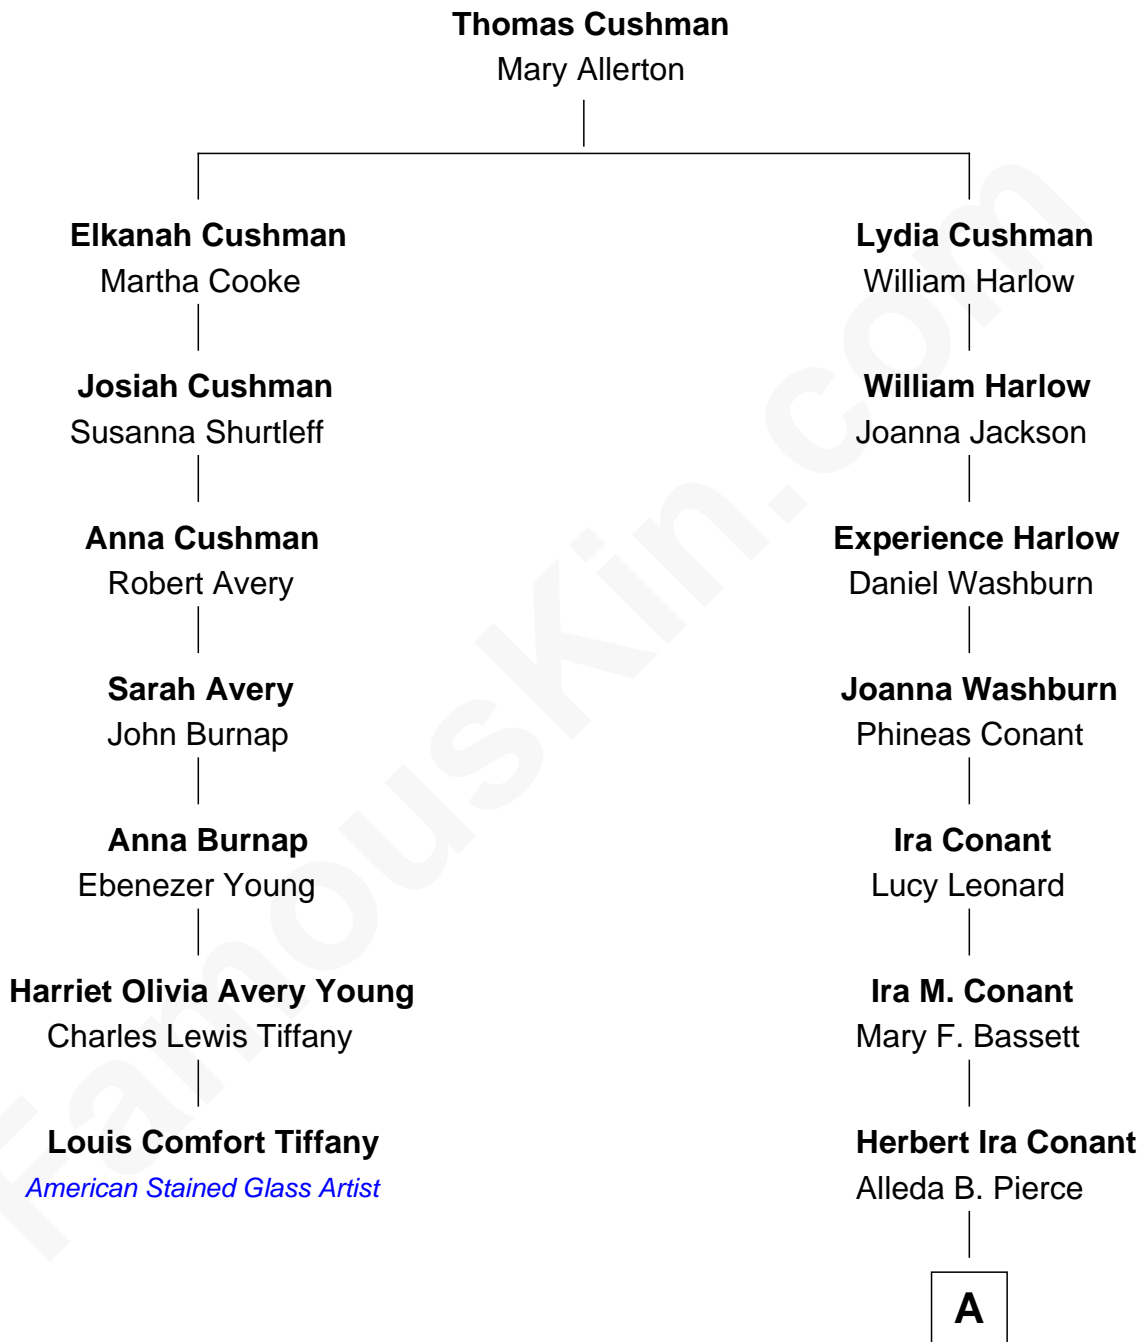 Thomas Cushman
Mary Allerton
Elkanah Cushman
Martha Cooke
Lydia Cushman
William Harlow
Josiah Cushman
Susanna Shurtleff
William Harlow
Joanna Jackson
Anna Cushman
Robert Avery
Experience Harlow
Daniel Washburn
Sarah Avery
John Burnap
Joanna Washburn
Phineas Conant
Anna Burnap
Ebenezer Young
Ira Conant
Lucy Leonard
Harriet Olivia Avery Young
Charles Lewis Tiffany
Ira M. Conant
Mary F. Bassett
Louis Comfort Tiffany
American Stained Glass Artist
Herbert Ira Conant
Alleda B. Pierce
A
FamousKin.com